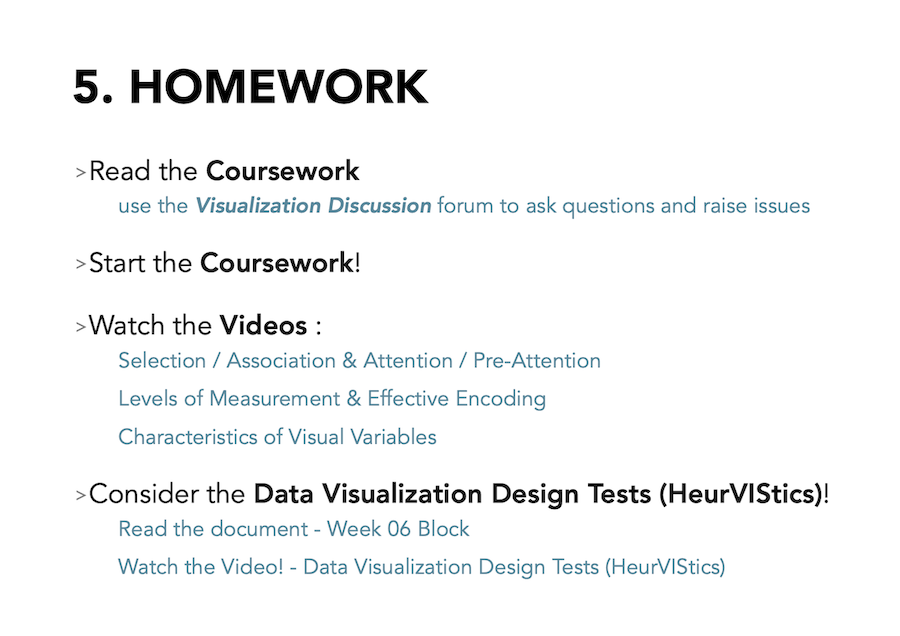 5. HOMEWORK
>Read the Coursework
use the Visualization Discussion forum to ask questions and raise issues
>Start the Coursework!
>Watch the Videos :
Selection / Association & Attention / Pre-Attention
Levels of Measurement & Effective Encoding
Characteristics of Visual Variables
>Consider the Data Visualization Design Tests (HeurVIStics)!
Read the document - Week 06 Block
Watch the Video! - Data Visualization Design Tests (HeurVIStics)